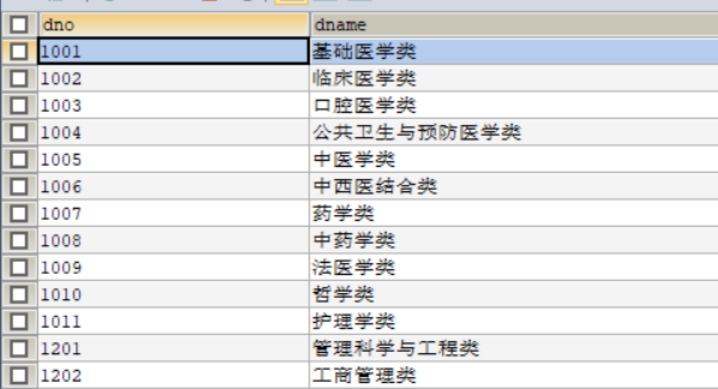 dno dname
1001 基础医学类
1002 临床医学类
1003 口腔医学类
1004 公共卫生与预防医学类
1005 中医学类
1006 中西医结合类
1007 药学类
1008 中药学类
1009 法医学类
1010 哲学类
1011 护理学类
1201 管理科学与工程类
1202 工商管理类